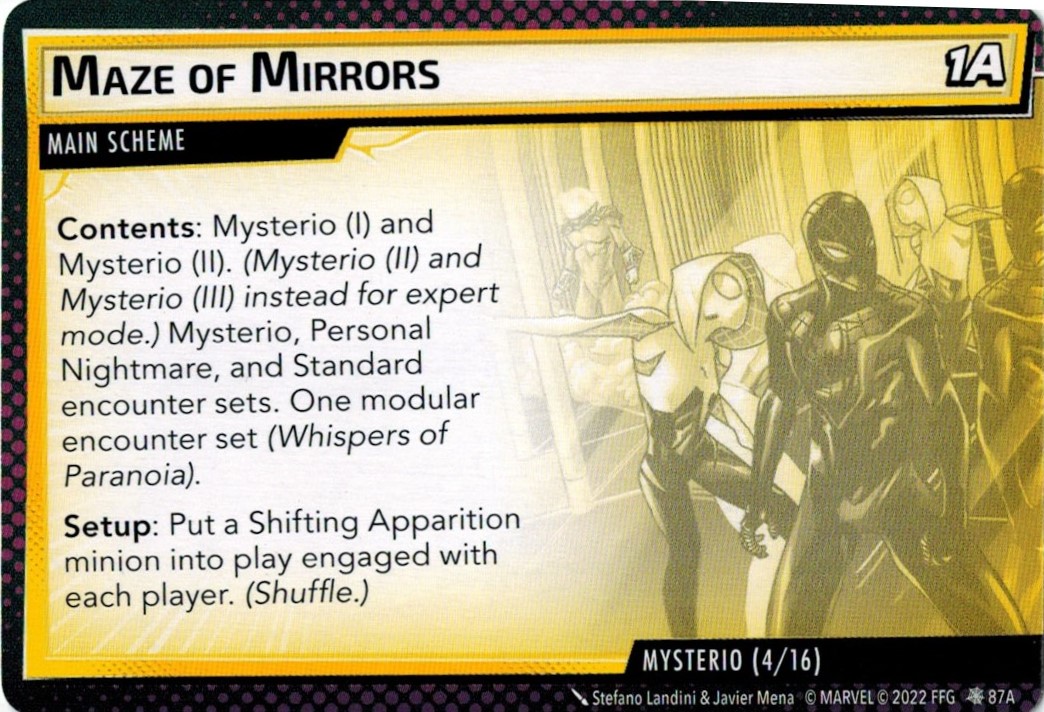 MAZE OF MIRRORS
1A
MAIN SCHEME
Contents: Mysterio (I) and
Mysterio (II). (Mysterio (II) and
Mysterio (III) instead for expert
mode.) Mysterio, Personal
Nightmare, and Standard
encounter sets. One modular
encounter set (Whispers of
Paranoia).
Setup: Put a Shifting Apparition
minion into play engaged with
each player. (Shuffle.)
MYSTERIO (4/16)
Stefano Landini & Javier Mena © MARVEL © 2022 FFG 87A